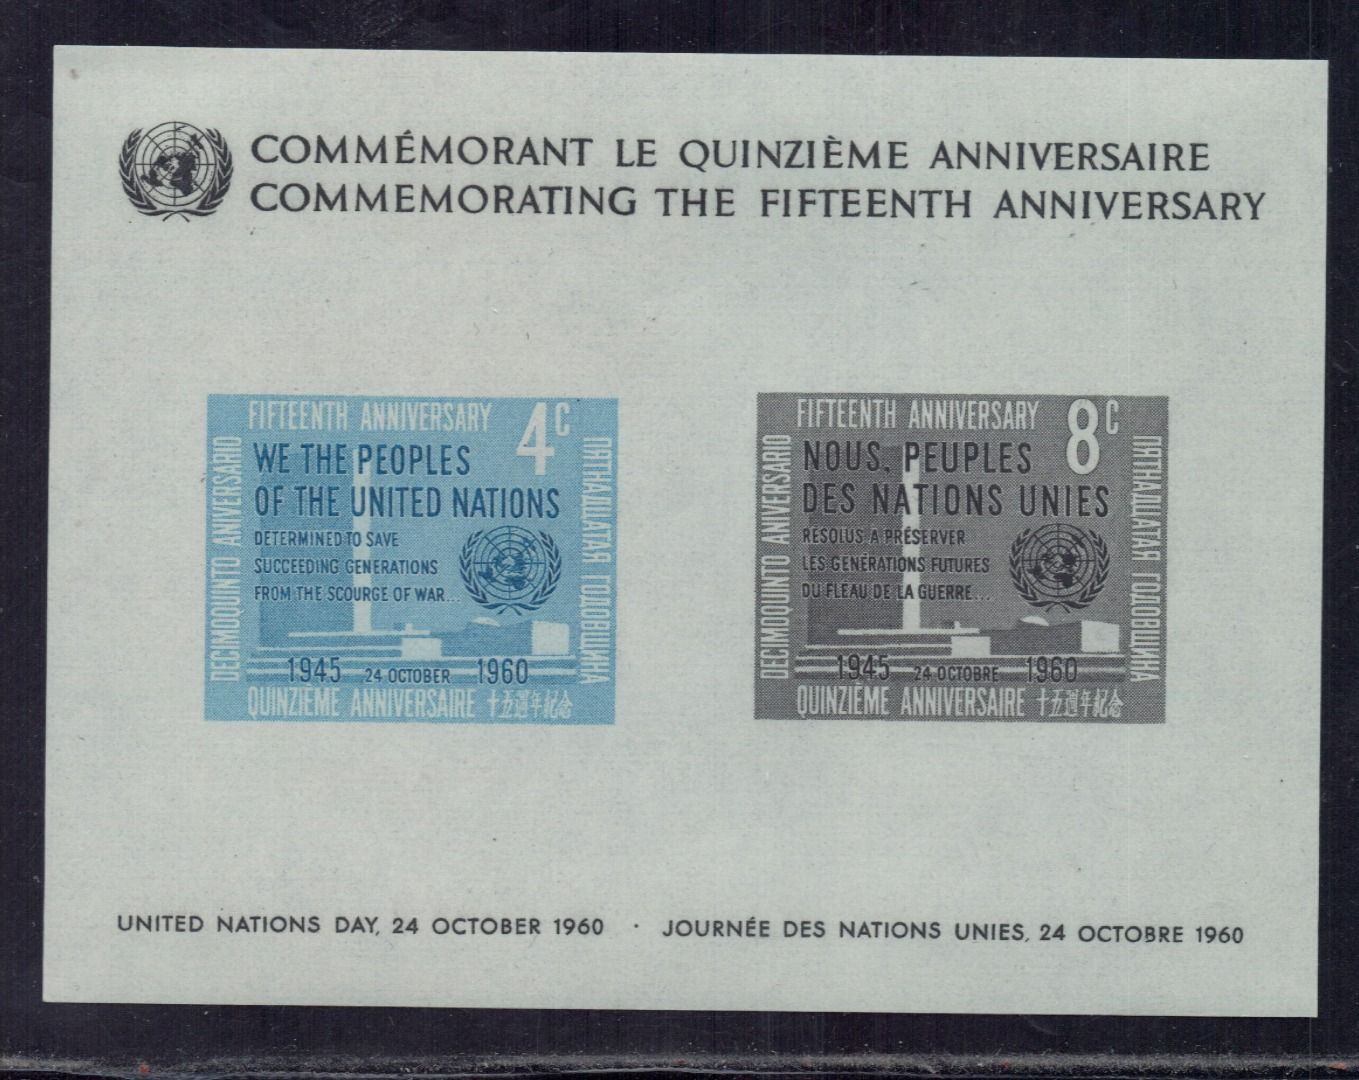 COMMÉMORANT LE QUINZIÈME ANNIVERSAIRE
COMMEMORATING THE FIFTEENTH ANNIVERSARY
FIFTEENTH ANNIVERSARY 4c
WE THE PEOPLES
OF THE UNITED NATIONS
DETERMINED TO SAVE
SUCCEEDING GENERATIONS
FROM THE SCOURGE OF WAR...
1945 24 OCTOBER 1960
QUINZIÈME ANNIVERSAIRE 十五週年紀念
DECIMOQUINTO ANIVERSARIO
ПЯТНАДЦАТАЯ ГОДОВЩИНА
FIFTEENTH ANNIVERSARY 8c
NOUS, PEUPLES
DES NATIONS UNIES
RÉSOLUS À PRÉSERVER
LES GÉNÉRATIONS FUTURES
DU FLEAU DE LA GUERRE...
1945 24 OCTOBRE 1960
QUINZIÈME ANNIVERSAIRE 十五週年紀念
DECIMOQUINTO ANIVERSARIO
ПЯТНАДЦАТАЯ ГОДОВЩИНА
UNITED NATIONS DAY, 24 OCTOBER 1960 · JOURNÉE DES NATIONS UNIES, 24 OCTOBRE 1960